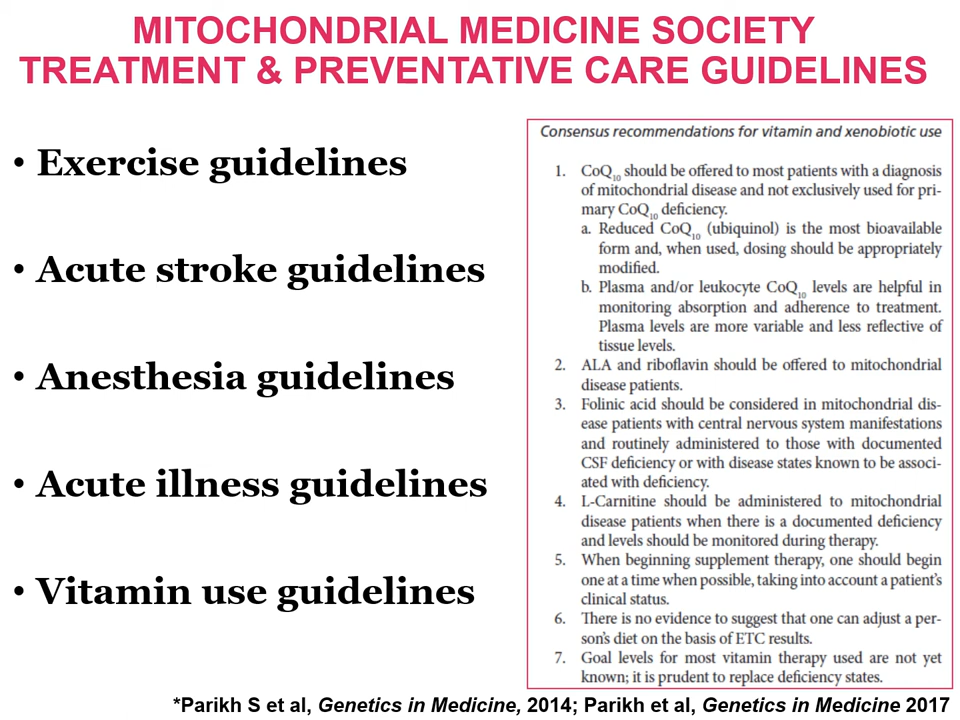 MITOCHONDRIAL MEDICINE SOCIETY
TREATMENT & PREVENTATIVE CARE GUIDELINES
• Exercise guidelines
• Acute stroke guidelines
• Anesthesia guidelines
• Acute illness guidelines
• Vitamin use guidelines
Consensus recommendations for vitamin and xenobiotic use
1. CoQ10 should be offered to most patients with a diagnosis
of mitochondrial disease and not exclusively used for pri-
mary CoQ10 deficiency.
a. Reduced CoQ10 (ubiquinol) is the most bioavailable
form and, when used, dosing should be appropriately
modified.
b. Plasma and/or leukocyte CoQ10 levels are helpful in
monitoring absorption and adherence to treatment.
Plasma levels are more variable and less reflective of
tissue levels.
2. ALA and riboflavin should be offered to mitochondrial
disease patients.
3. Folinic acid should be considered in mitochondrial dis-
ease patients with central nervous system manifestations
and routinely administered to those with documented
CSF deficiency or with disease states known to be associ-
ated with deficiency.
4. L-Carnitine should be administered to mitochondrial
disease patients when there is a documented deficiency
and levels should be monitored during therapy.
5. When beginning supplement therapy, one should begin
one at a time when possible, taking into account a patient's
clinical status.
6. There is no evidence to suggest that one can adjust a per-
son's diet on the basis of ETC results.
7. Goal levels for most vitamin therapy used are not yet
known; it is prudent to replace deficiency states.
*Parikh S et al, Genetics in Medicine, 2014; Parikh et al, Genetics in Medicine 2017